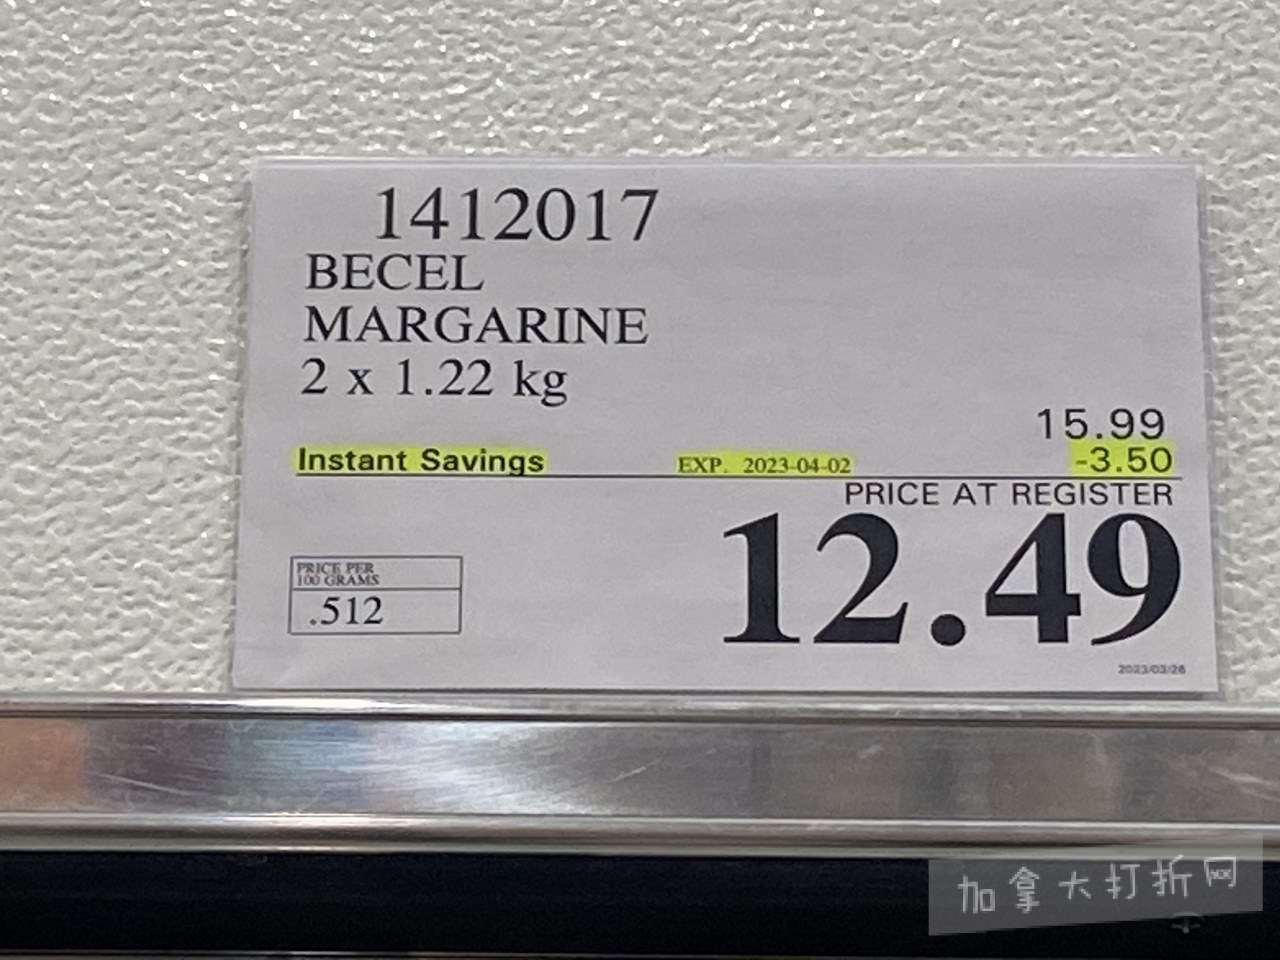 1412017
BECEL
MARGARINE
2 x 1.22 kg
15.99
Instant Savings EXP. 2023-04-02 -3.50
PRICE AT REGISTER
12.49
PRICE PER
100 GRAMS
.512
2023/03/26
加拿大打折网